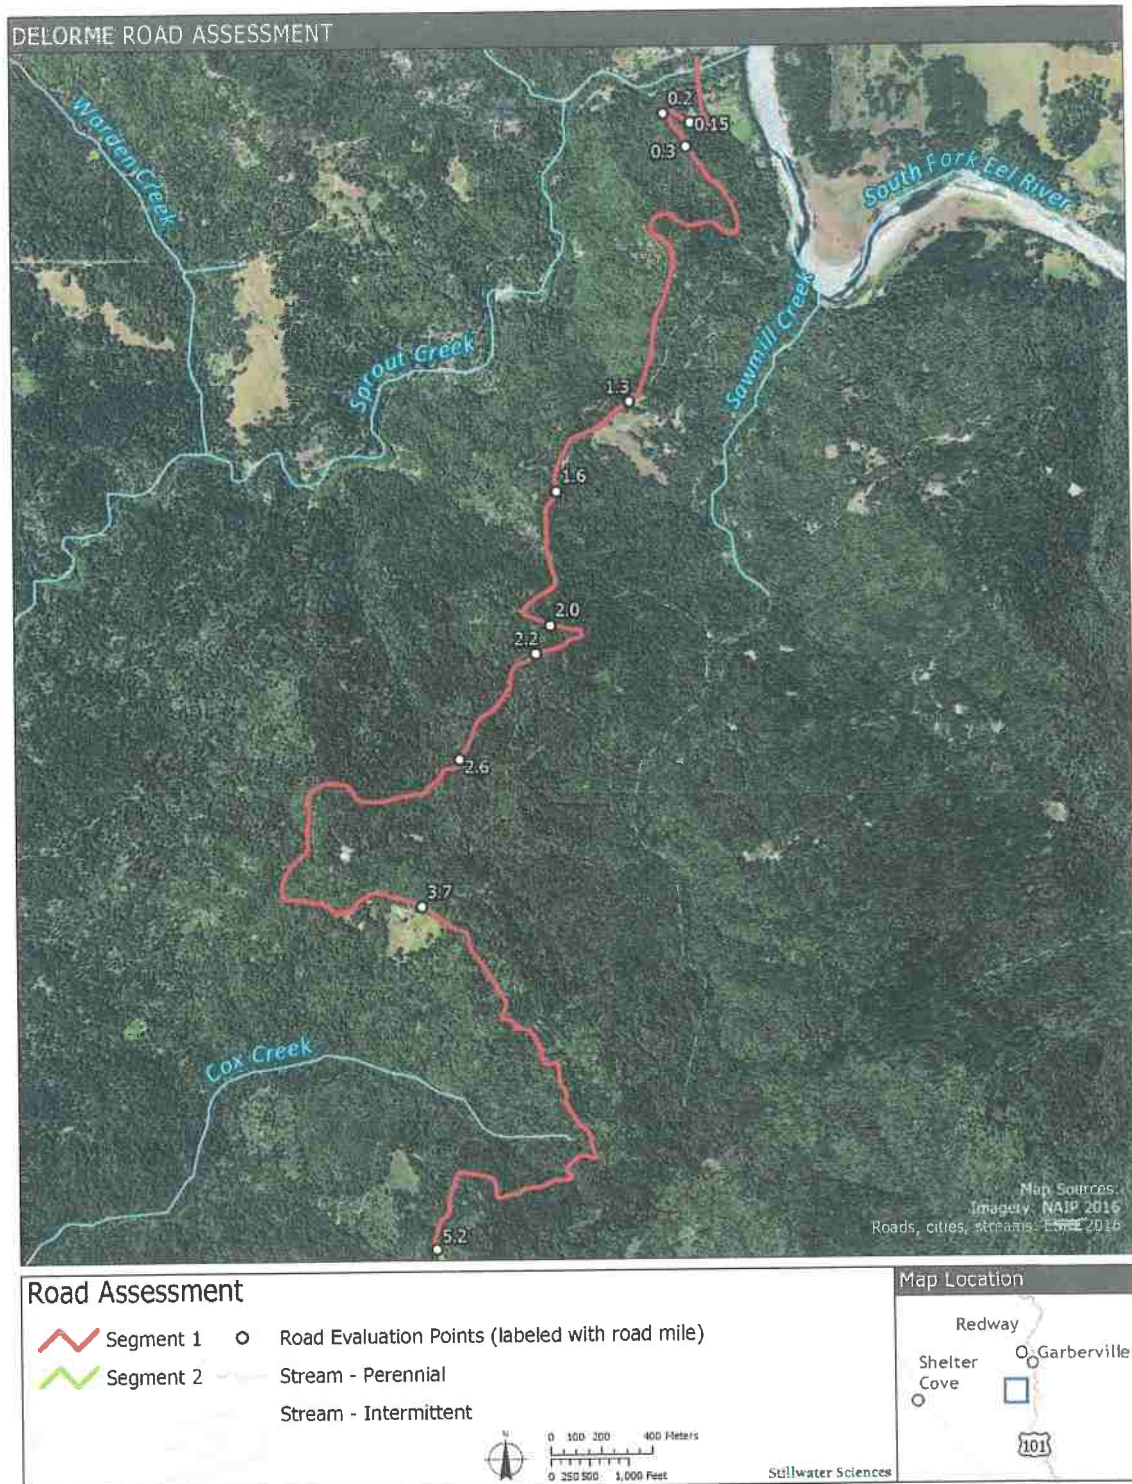 DELORME ROAD ASSESSMENT
Warden Creek
0.2
0.15
0.3
South Fork Eel River
Sprout Creek
Sawmill Creek
1.3
1.6
2.0
2.2
2.6
3.7
Cox Creek
5.2
Map Sources:
Imagery: NAIP 2016
Roads, cities, streams: ESRI 2016
Road Assessment
Segment 1
Road Evaluation Points (labeled with road mile)
Segment 2
Stream - Perennial
Stream - Intermittent
N
0 100 200 400 Meters
0 250 500 1,000 Feet
Stillwater Sciences
Map Location
Redway
Garberville
Shelter
Cove
101